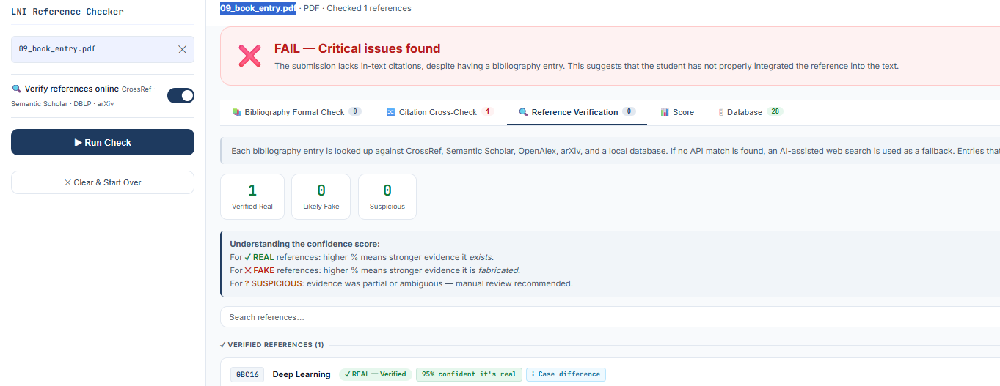 LNI Reference Checker
09_book_entry.pdf
Verify references online CrossRef ·
Semantic Scholar · DBLP · arXiv
▶ Run Check
✕ Clear & Start Over
09_book_entry.pdf · PDF · Checked 1 references
FAIL — Critical issues found
The submission lacks in-text citations, despite having a bibliography entry. This suggests that the student has not properly integrated the reference into the text.
Bibliography Format Check 0 Citation Cross-Check 1 Reference Verification 0 Score Database 28
Each bibliography entry is looked up against CrossRef, Semantic Scholar, OpenAlex, arXiv, and a local database. If no API match is found, an AI-assisted web search is used as a fallback. Entries that
1 0 0
Verified Real Likely Fake Suspicious
Understanding the confidence score:
For ✓ REAL references: higher % means stronger evidence it exists.
For ✕ FAKE references: higher % means stronger evidence it is fabricated.
For ? SUSPICIOUS: evidence was partial or ambiguous — manual review recommended.
Search references...
✓ VERIFIED REFERENCES (1)
GBC16 Deep Learning ✓ REAL — Verified 95% confident it's real ℹ Case difference